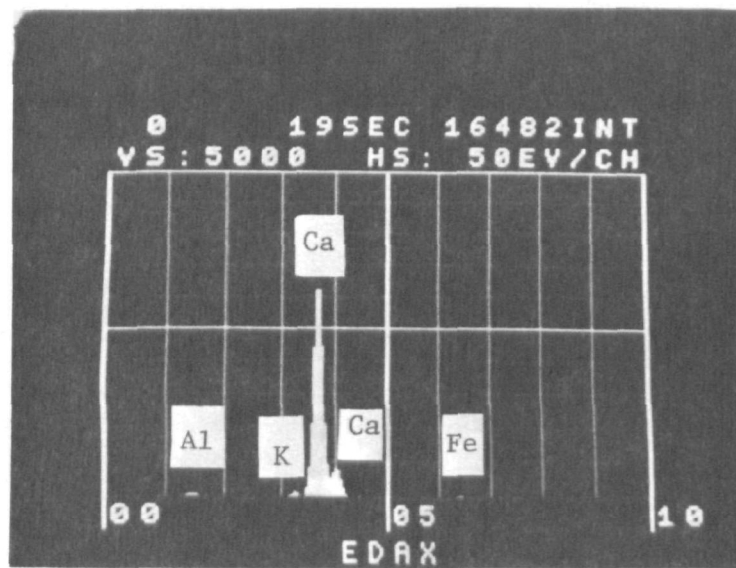 0 19SEC 16482INT
VS:5000 HS: 50EV/CH
Ca
Al K Ca Fe
00 05 10
EDAX